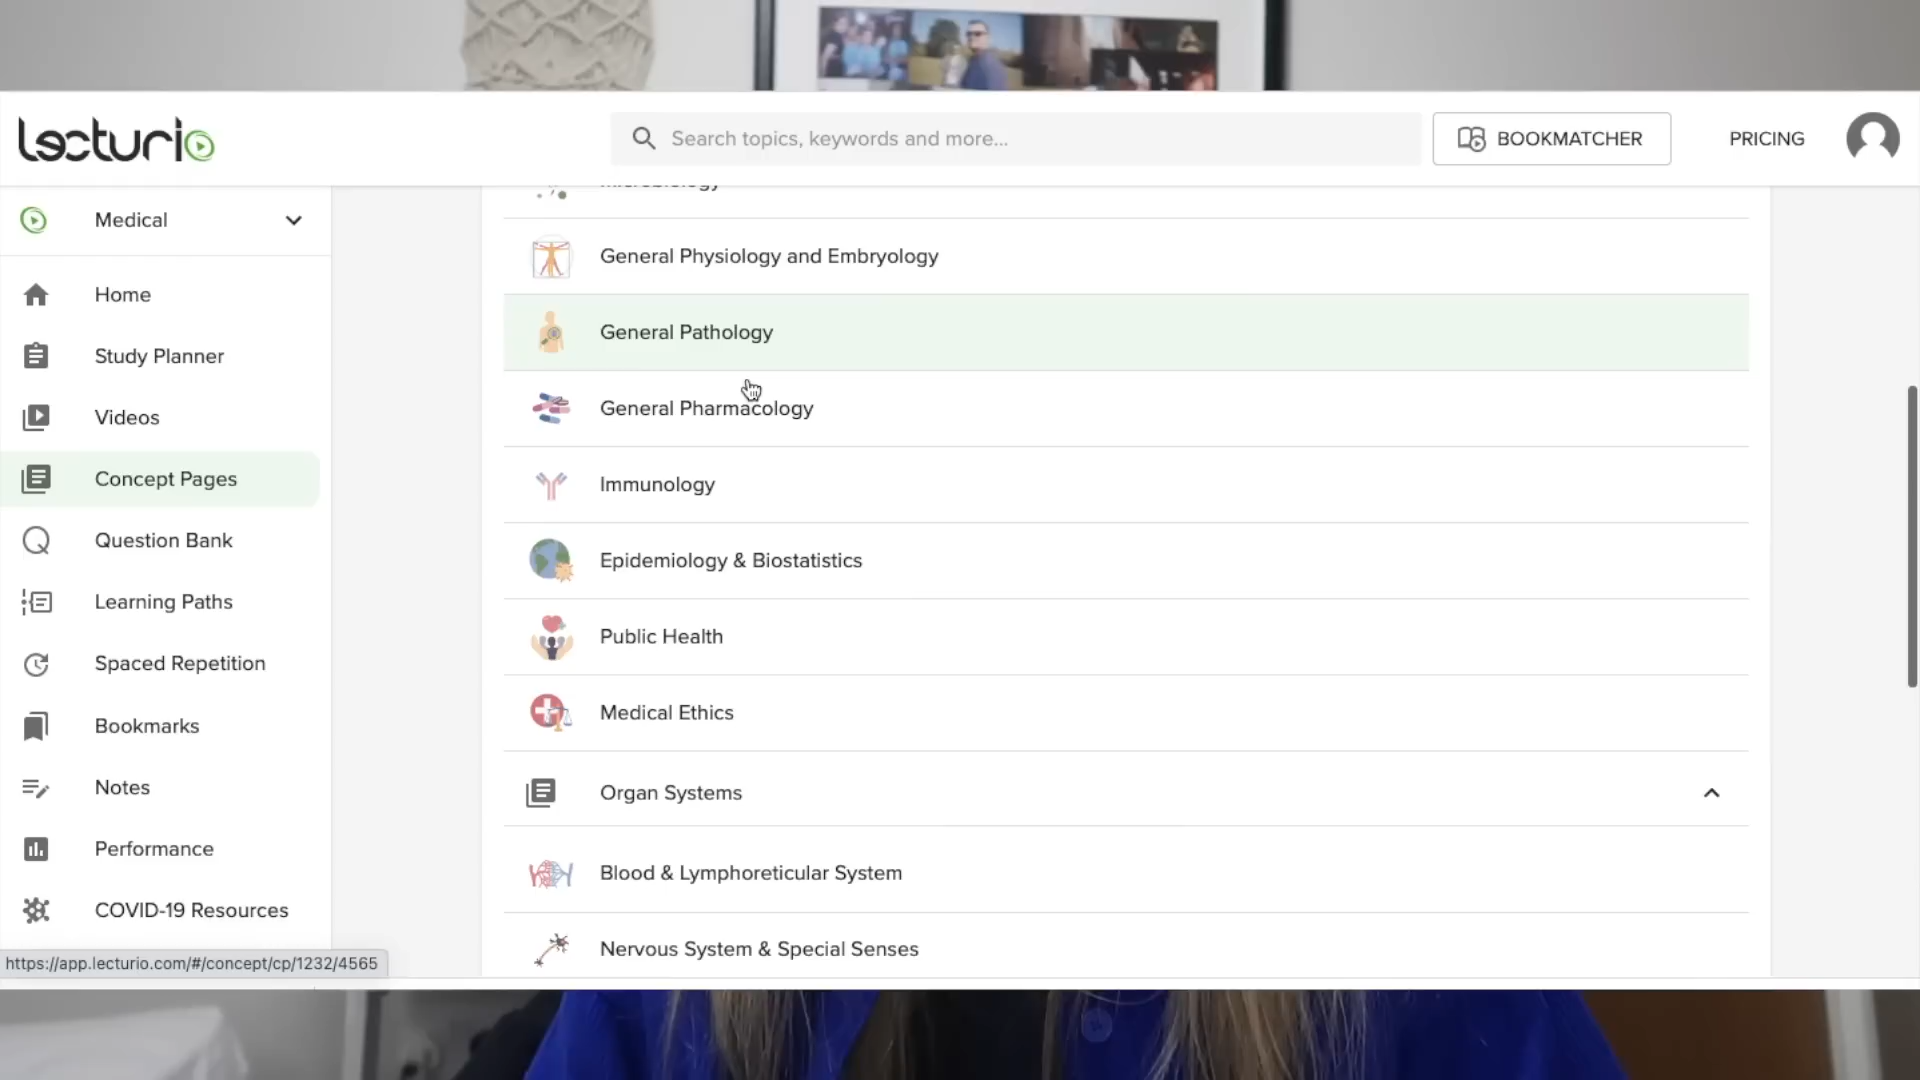 lecturio
Search topics, keywords and more...
BOOKMATCHER
PRICING
Medical
Home
Study Planner
Videos
Concept Pages
Question Bank
Learning Paths
Spaced Repetition
Bookmarks
Notes
Performance
COVID-19 Resources
https://app.lecturio.com/#/concept/cp/1232/4565
Microbiology
General Physiology and Embryology
General Pathology
General Pharmacology
Immunology
Epidemiology & Biostatistics
Public Health
Medical Ethics
Organ Systems
Blood & Lymphoreticular System
Nervous System & Special Senses